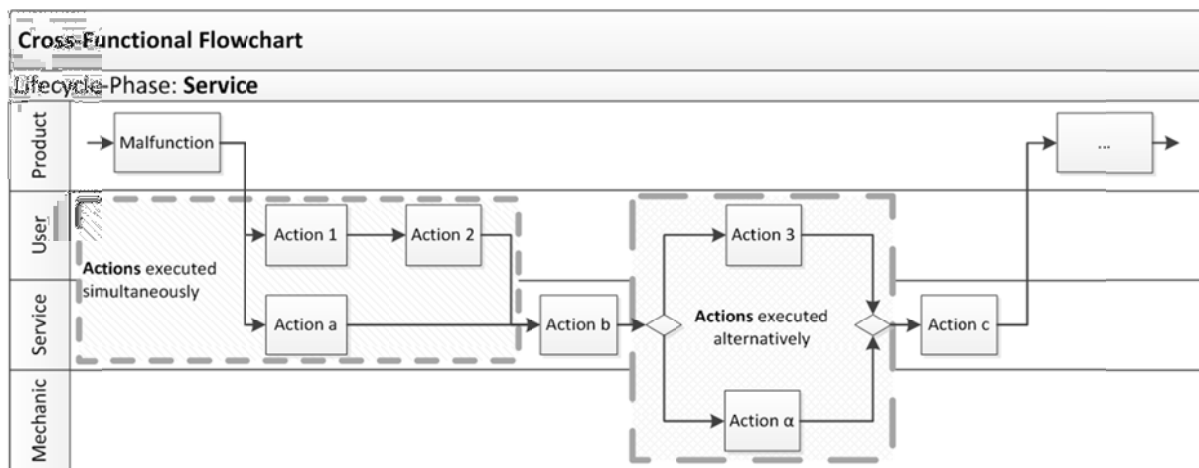 Cross-Functional Flowchart
Lifecycle-Phase: Service
Product
Malfunction
...
User
Action 1
Action 2
Action 3
Actions executed
simultaneously
Service
Action a
Action b
Actions executed
alternatively
Action c
Mechanic
Action α